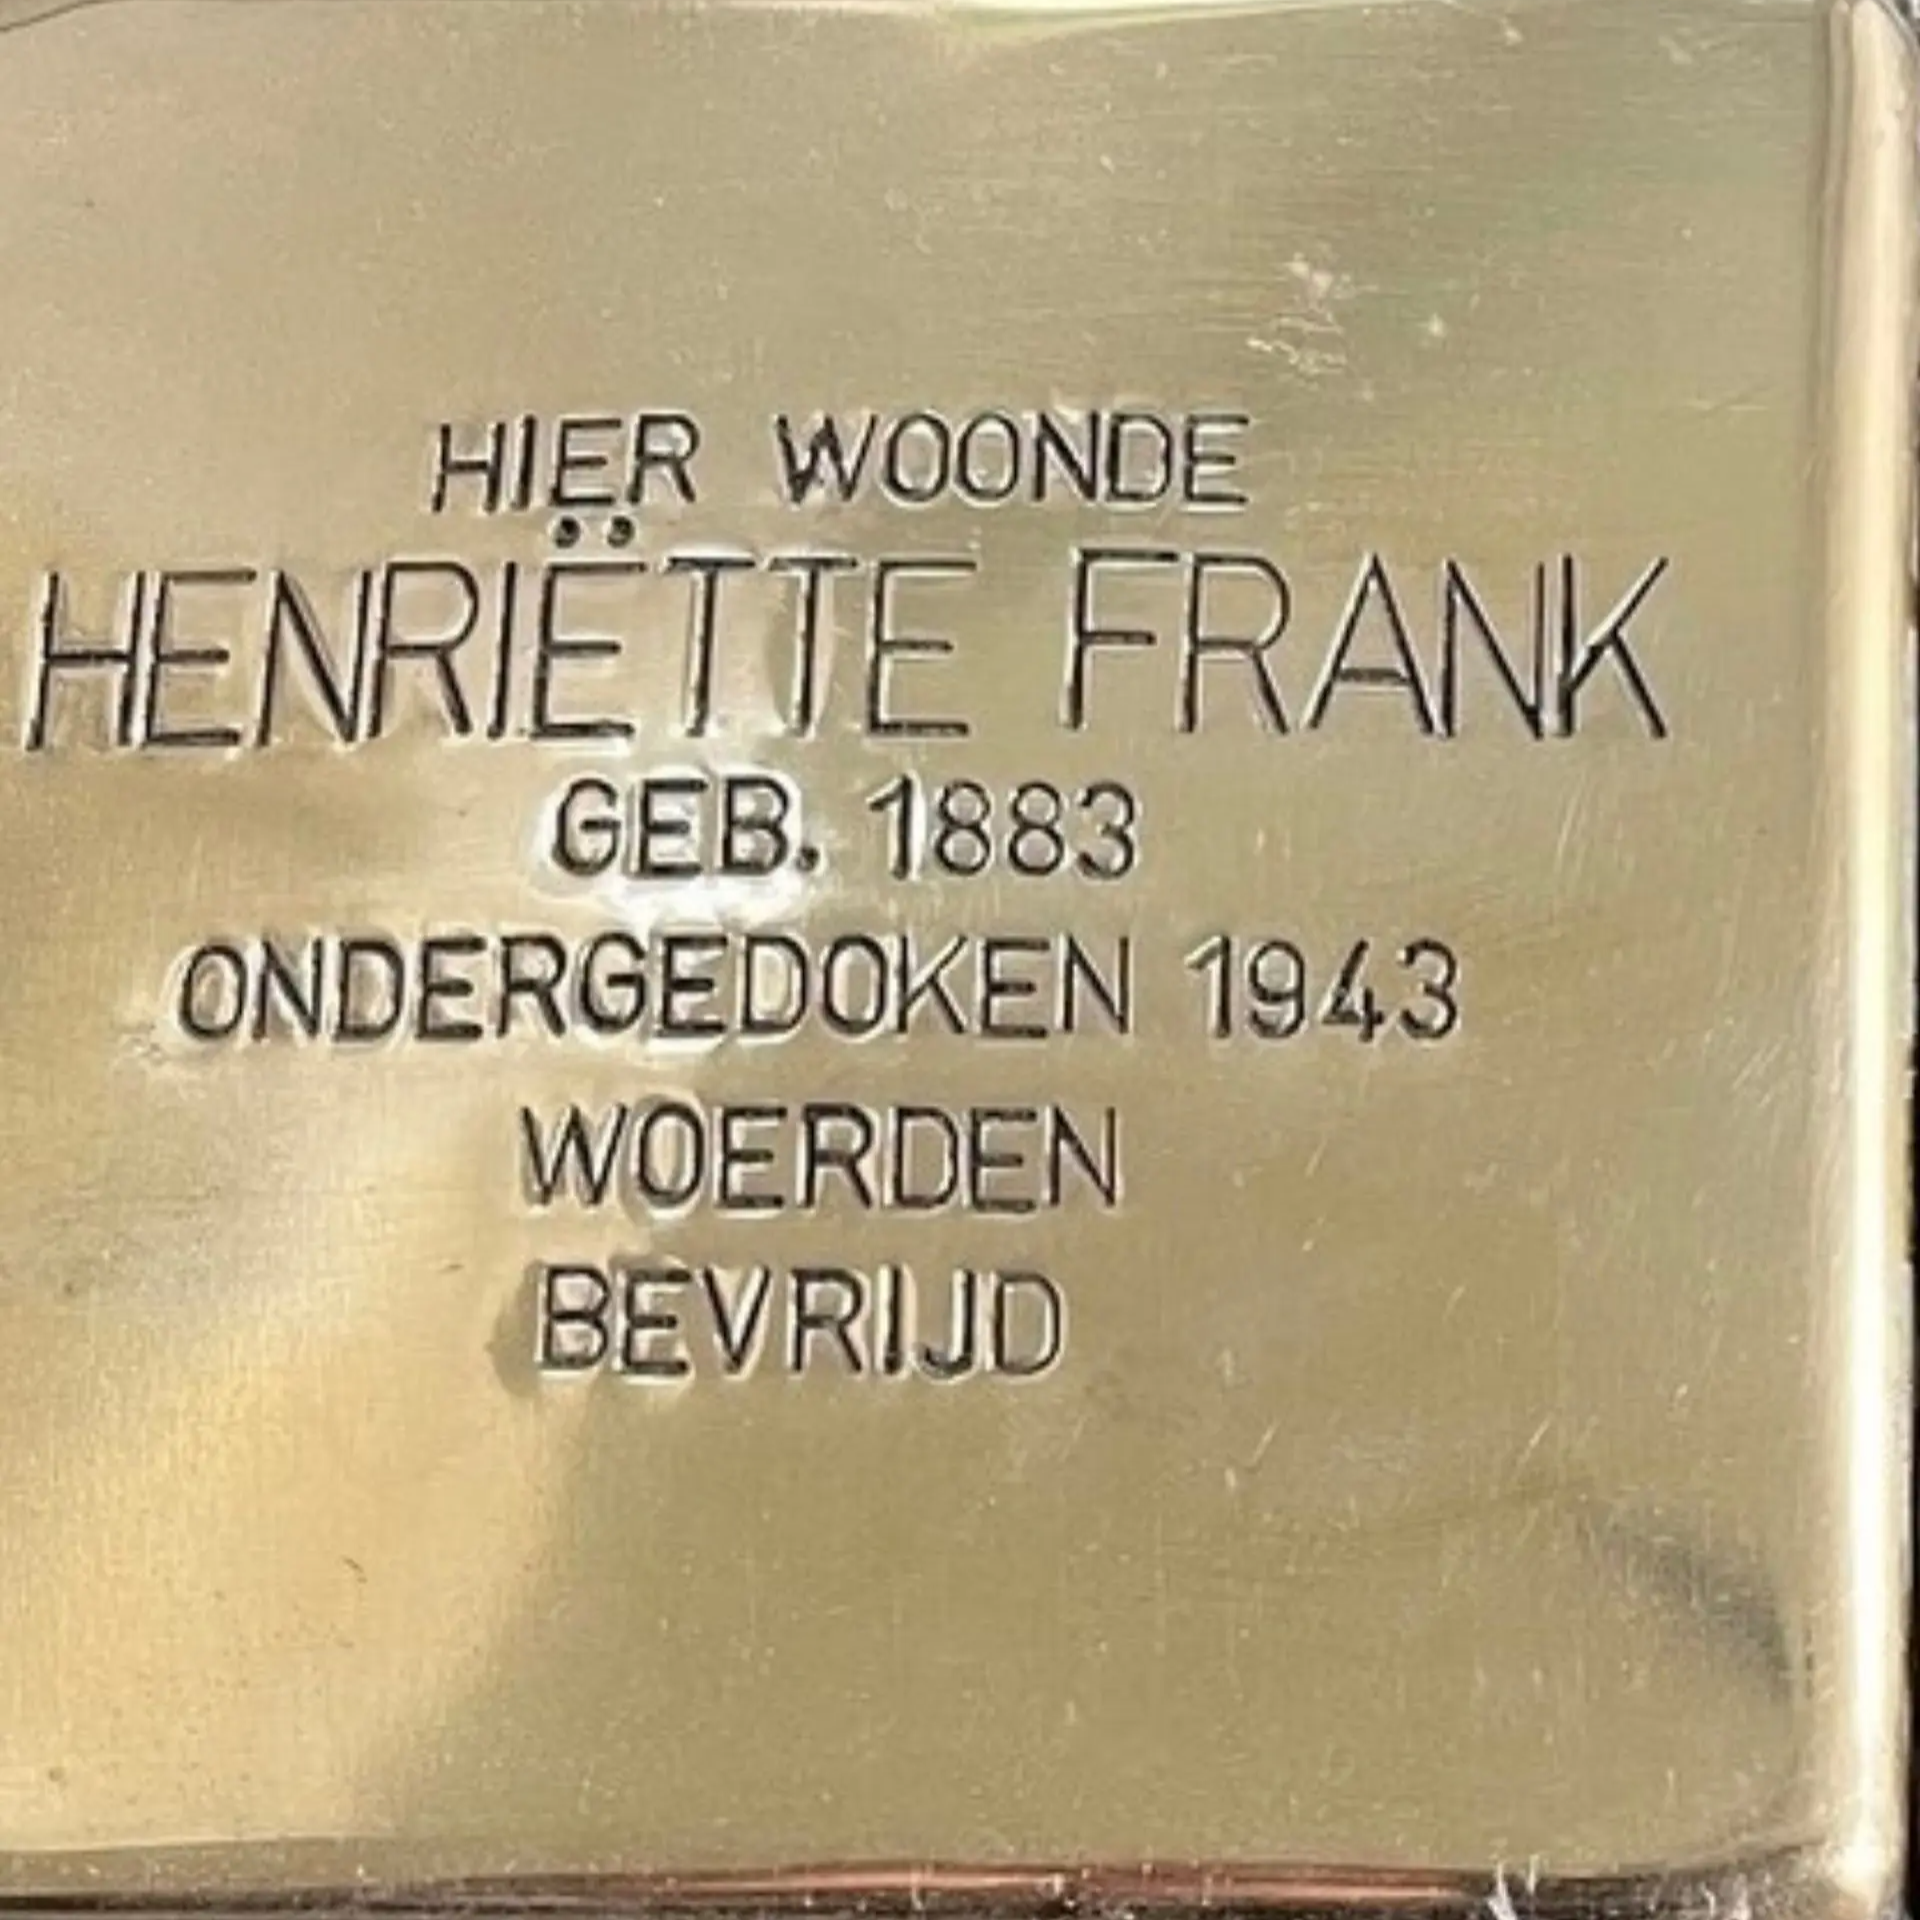 HIER WOONDE
HENRIËTTE FRANK
GEB. 1883
ONDERGEDOKEN 1943
WOERDEN
BEVRIJD